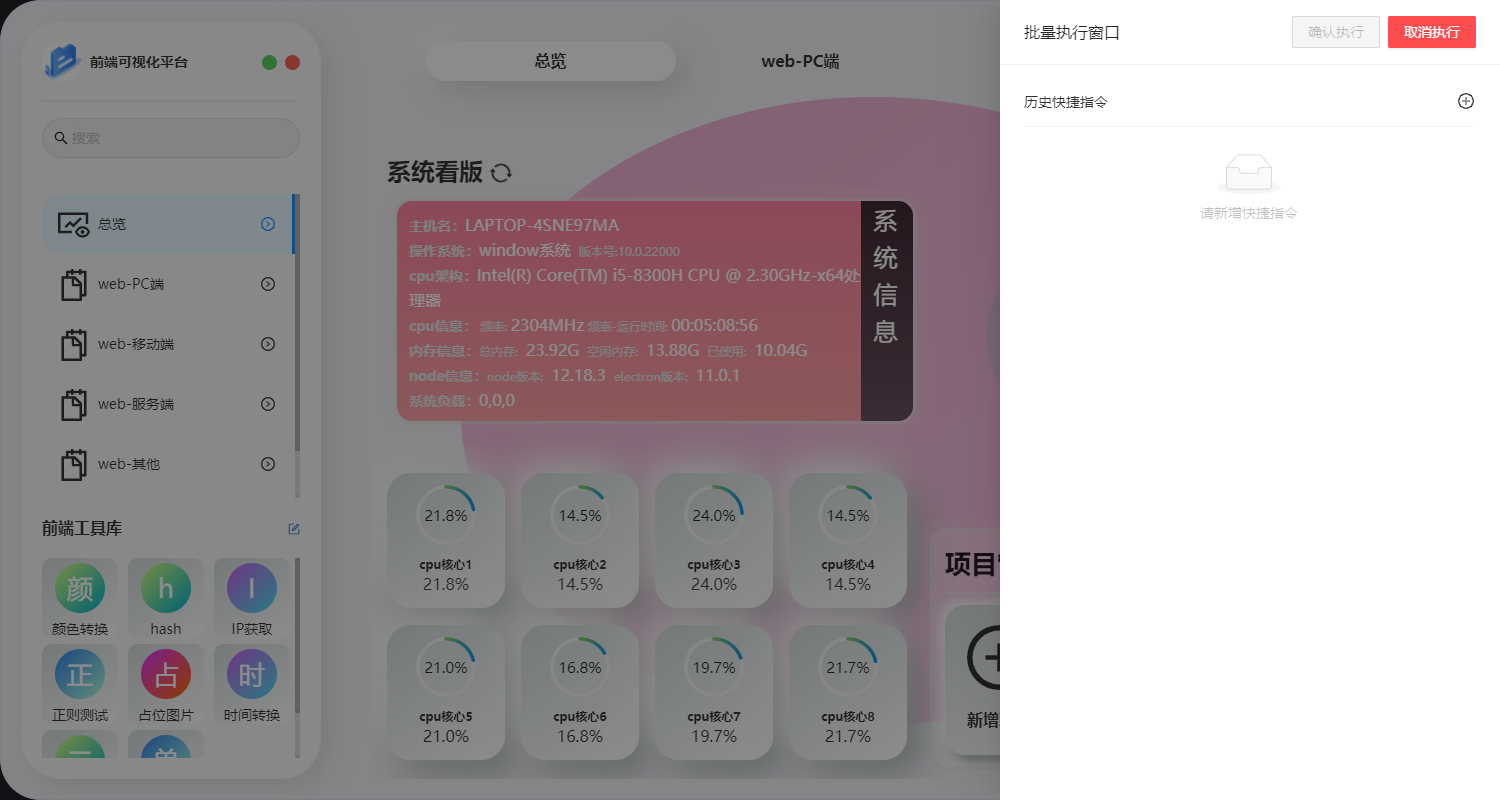 前端可视化平台
搜索
总览
web-PC端
web-移动端
web-服务端
web-其他
前端工具库
颜
颜色转换
h
hash
I
IP获取
正
正则测试
占
占位图片
时
时间转换
总览
web-PC端
系统看版
主机名：LAPTOP-4SNE97MA
操作系统：window系统 版本号:10.0.22000
cpu架构：Intel(R) Core(TM) i5-8300H CPU @ 2.30GHz-x64处
理器
cpu信息： 频率: 2304MHz 频率-运行时间: 00:05:08:56
内存信息：总内存: 23.92G 空闲内存: 13.88G 已使用: 10.04G
node信息：node版本: 12.18.3 electron版本: 11.0.1
系统负载：0,0,0
系统信息
21.8%
cpu核心1
21.8%
14.5%
cpu核心2
14.5%
24.0%
cpu核心3
24.0%
14.5%
cpu核心4
14.5%
21.0%
cpu核心5
21.0%
16.8%
cpu核心6
16.8%
19.7%
cpu核心7
19.7%
21.7%
cpu核心8
21.7%
项目
新增
批量执行窗口
确认执行
取消执行
历史快捷指令
请新增快捷指令